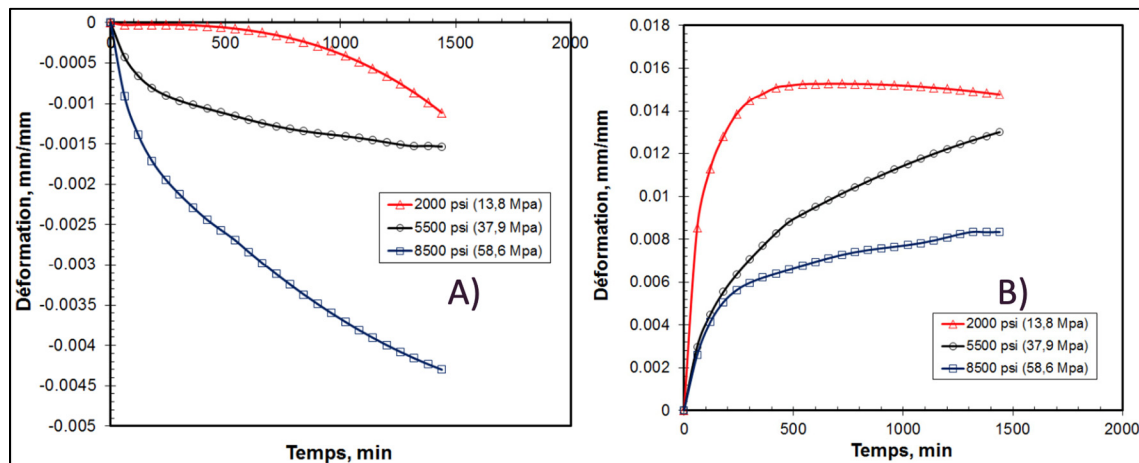 0
-0.0005
-0.001
-0.0015
-0.002
-0.0025
-0.003
-0.0035
-0.004
-0.0045
-0.005
0 500 1000 1500 2000
Déformation, mm/mm
Temps, min
2000 psi (13,8 Mpa)
5500 psi (37,9 Mpa)
8500 psi (58,6 Mpa)
A)
0.018
0.016
0.014
0.012
0.01
0.008
0.006
0.004
0.002
0
0 500 1000 1500 2000
Déformation, mm/mm
Temps, min
2000 psi (13,8 Mpa)
5500 psi (37,9 Mpa)
8500 psi (58,6 Mpa)
B)